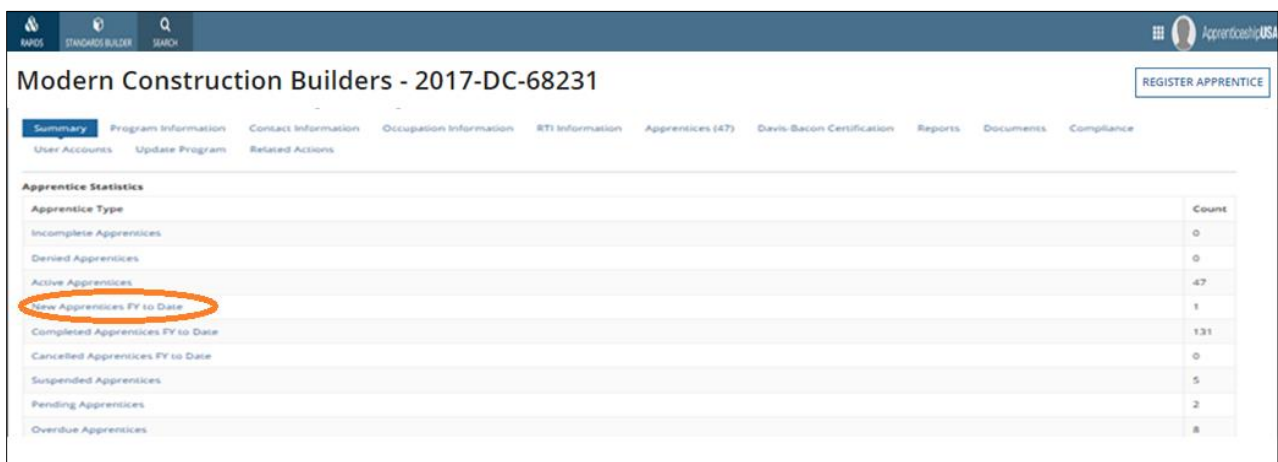 RAPIDS STANDARDS BUILDER SEARCH ApprenticeshipUSA
Modern Construction Builders - 2017-DC-68231 REGISTER APPRENTICE
Summary Program Information Contact Information Occupation Information RTI Information Apprentices (47) Davis-Bacon Certification Reports Documents Compliance
User Accounts Update Program Related Actions
Apprentice Statistics
Apprentice Type Count
Incomplete Apprentices 0
Denied Apprentices 0
Active Apprentices 47
New Apprentices FY to Date 1
Completed Apprentices FY to Date 131
Cancelled Apprentices FY to Date 0
Suspended Apprentices 5
Pending Apprentices 2
Overdue Apprentices 8